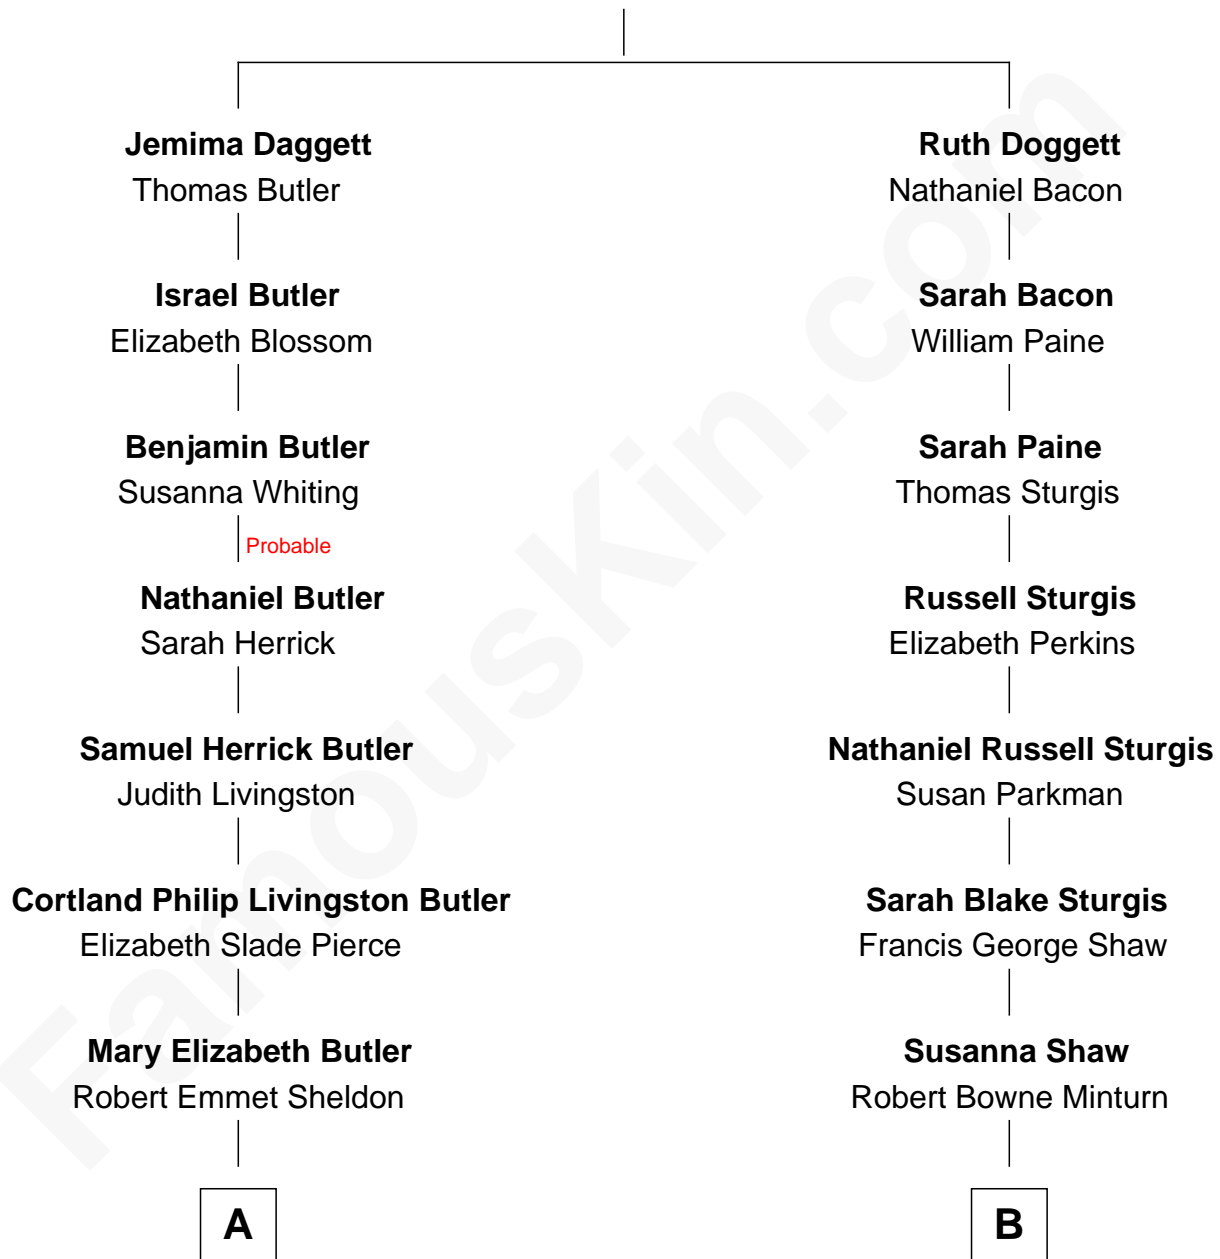 Jemima Daggett
Thomas Butler
Israel Butler
Elizabeth Blossom
Benjamin Butler
Susanna Whiting
Probable
Nathaniel Butler
Sarah Herrick
Samuel Herrick Butler
Judith Livingston
Cortland Philip Livingston Butler
Elizabeth Slade Pierce
Mary Elizabeth Butler
Robert Emmet Sheldon
A
Ruth Doggett
Nathaniel Bacon
Sarah Bacon
William Paine
Sarah Paine
Thomas Sturgis
Russell Sturgis
Elizabeth Perkins
Nathaniel Russell Sturgis
Susan Parkman
Sarah Blake Sturgis
Francis George Shaw
Susanna Shaw
Robert Bowne Minturn
B
FamousKin.com